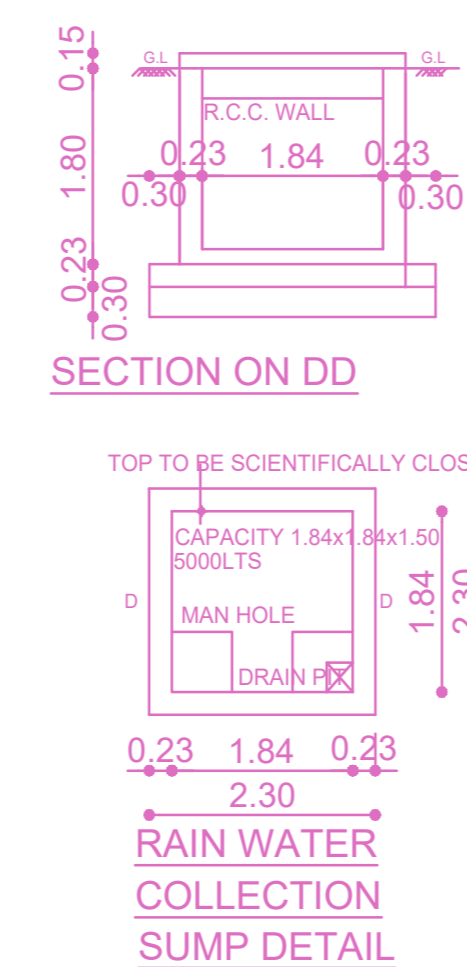 0.15
G.L
G.L
R.C.C. WALL
1.80
0.23 1.84 0.23
0.30 0.30
0.23
0.30
SECTION ON DD
TOP TO BE SCIENTIFICALLY CLOS
CAPACITY 1.84x1.84x1.50
5000LTS
D
D
1.84
2.30
MAN HOLE
DRAIN PIT
0.23 1.84 0.23
2.30
RAIN WATER
COLLECTION
SUMP DETAIL